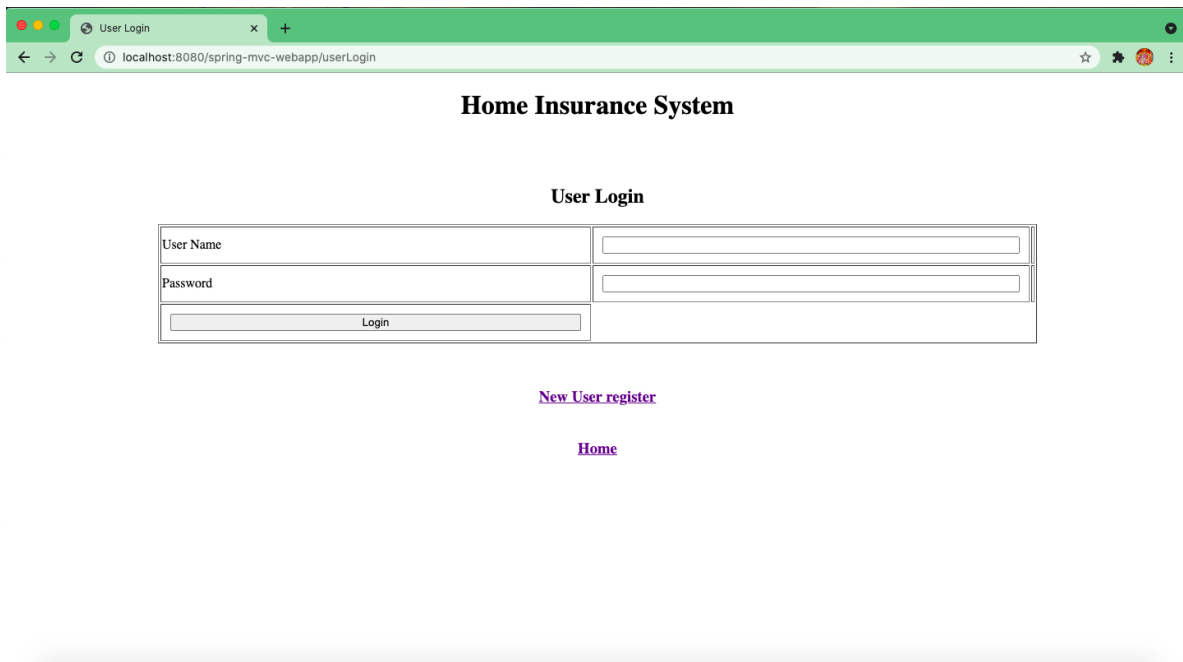 User Login
localhost:8080/spring-mvc-webapp/userLogin
Home Insurance System
User Login
User Name
Password
Login
New User register
Home